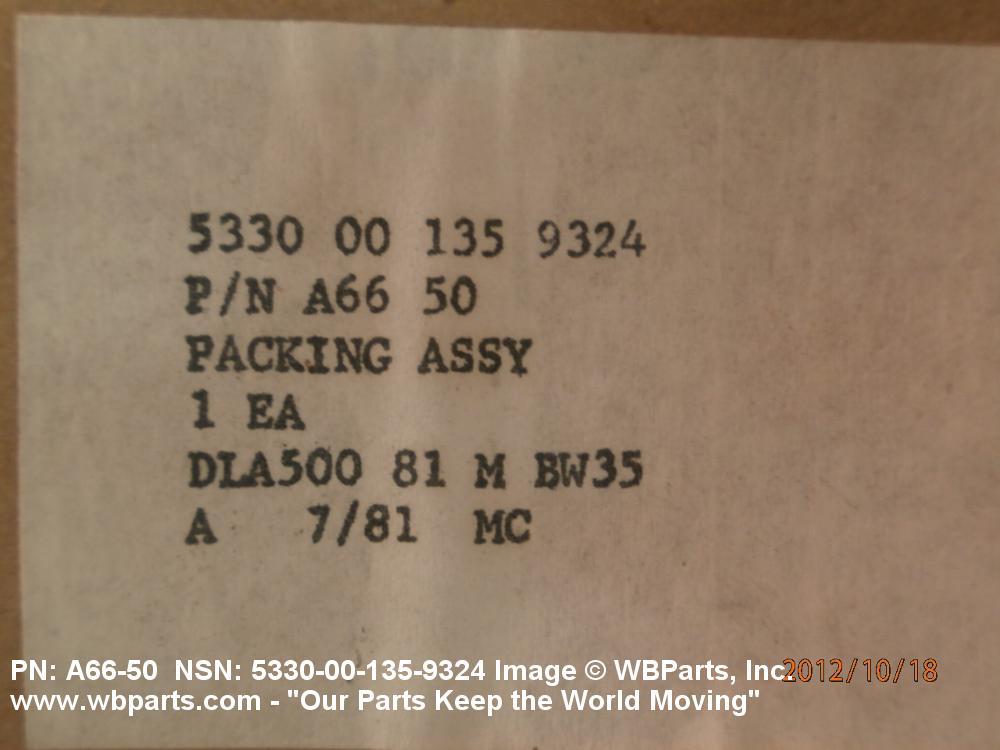 5330 00 135 9324
P/N A66 50
PACKING ASSY
1 EA
DLA500 81 M BW35
A 7/81 MC
PN: A66-50 NSN: 5330-00-135-9324 Image © WBParts, Inc. 2012/10/18
www.wbparts.com - "Our Parts Keep the World Moving"